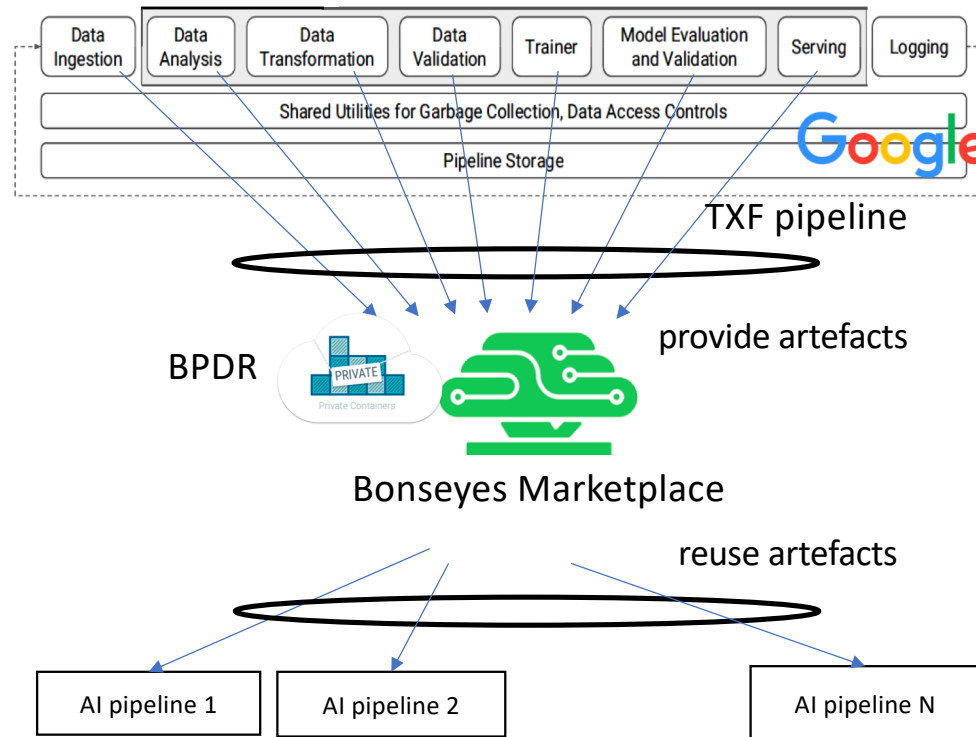 Data
Ingestion
Data
Analysis
Data
Transformation
Data
Validation
Trainer
Model Evaluation
and Validation
Serving
Logging
Shared Utilities for Garbage Collection, Data Access Controls
Google
Pipeline Storage
TXF pipeline
provide artefacts
BPDR
PRIVATE
Private Containers
Bonseyes Marketplace
reuse artefacts
AI pipeline 1
AI pipeline 2
AI pipeline N